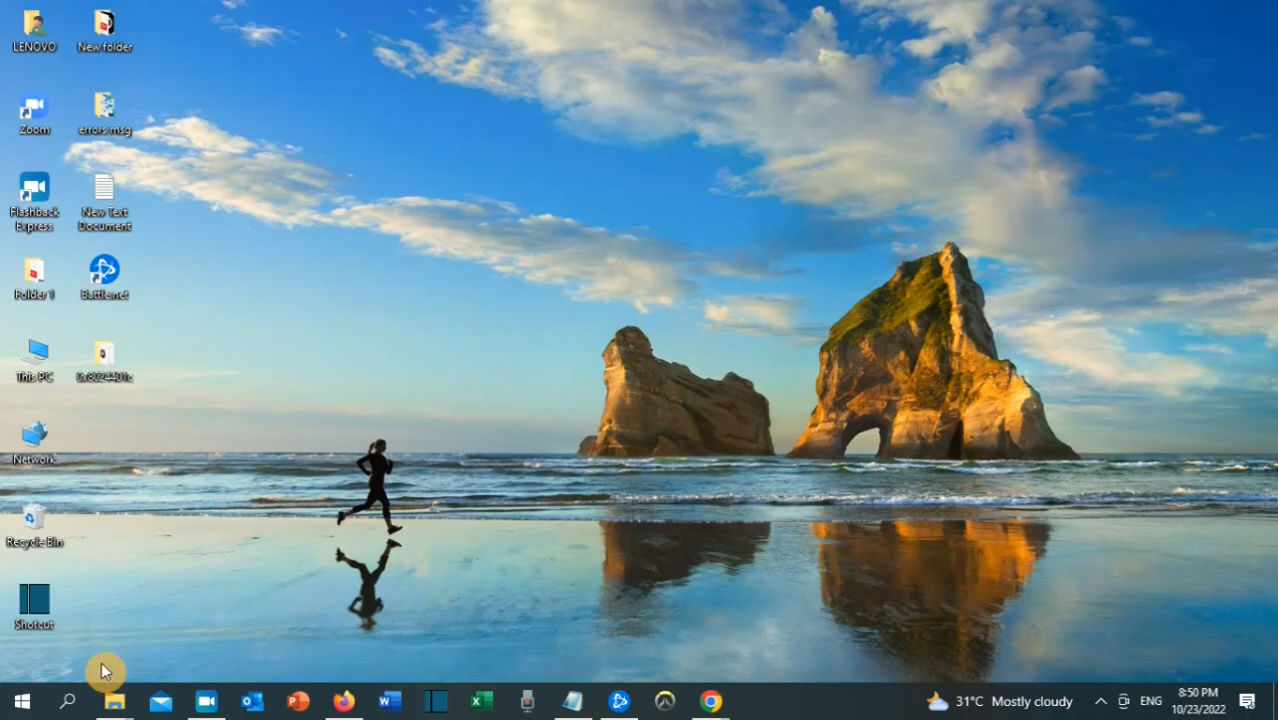 LENOVO
New folder
Zoom
errors msg
Flashback
Express
New Text
Document
Folder 1
Battle.net
This PC
0x8024401c
Network
Recycle Bin
Shotcut
31°C Mostly cloudy
ENG
8:50 PM
10/23/2022